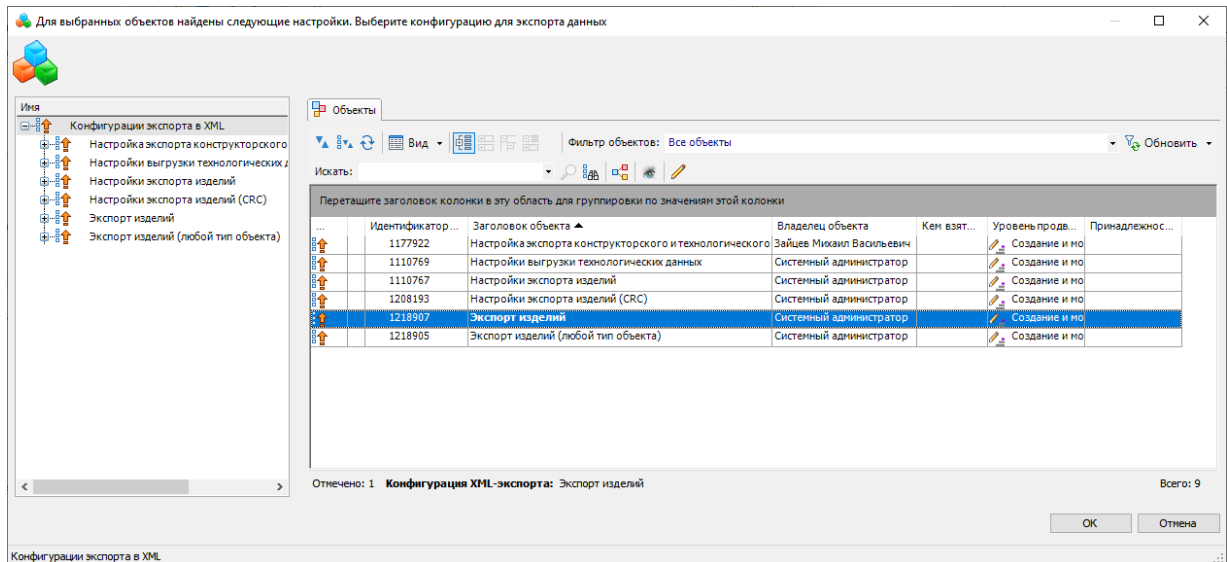 Для выбранных объектов найдены следующие настройки. Выберите конфигурацию для экспорта данных
Имя
Конфигурации экспорта в XML
Настройка экспорта конструкторского
Настройки выгрузки технологических д
Настройки экспорта изделий
Настройки экспорта изделий (CRC)
Экспорт изделий
Экспорт изделий (любой тип объекта)
Объекты
Вид Фильтр объектов: Все объекты Обновить
Искать:
Перетащите заголовок колонки в эту область для группировки по значениям этой колонки
... Идентификатор ... Заголовок объекта Владелец объекта Кем взят... Уровень продв... Принадлежнос...
1177922 Настройка экспорта конструкторского и технологического Зайцев Михаил Васильевич Создание и мо
1110769 Настройки выгрузки технологических данных Системный администратор Создание и мо
1110767 Настройки экспорта изделий Системный администратор Создание и мо
1208193 Настройки экспорта изделий (CRC) Системный администратор Создание и мо
1218907 Экспорт изделий Системный администратор Создание и мо
1218905 Экспорт изделий (любой тип объекта) Системный администратор Создание и мо
Отмечено: 1 Конфигурация XML-экспорта: Экспорт изделий Всего: 9
ОК Отмена
Конфигурации экспорта в XML